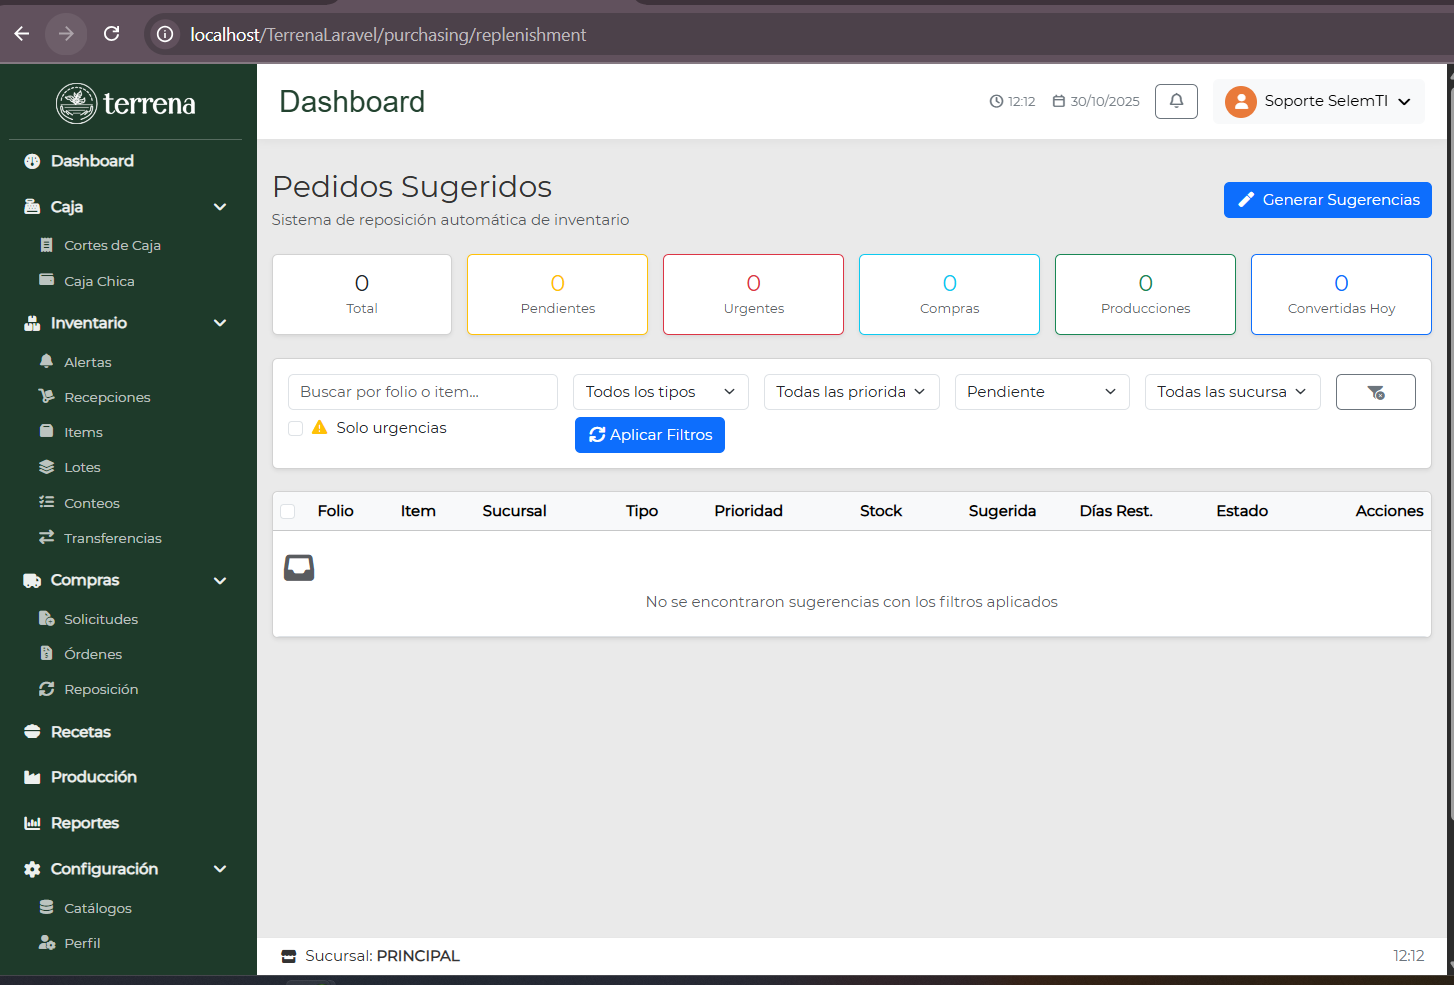 localhost/TerrenaLaravel/purchasing/replenishment
terrena
Dashboard
Caja
Cortes de Caja
Caja Chica
Inventario
Alertas
Recepciones
Items
Lotes
Conteos
Transferencias
Compras
Solicitudes
Órdenes
Reposición
Recetas
Producción
Reportes
Configuración
Catálogos
Perfil
Dashboard
12:12 30/10/2025 Soporte SelemTI
Pedidos Sugeridos
Sistema de reposición automática de inventario
Generar Sugerencias
0 0 0 0 0 0
Total Pendientes Urgentes Compras Producciones Convertidas Hoy
Buscar por folio o item... Todos los tipos Todas las priorida Pendiente Todas las sucursa
Solo urgencias Aplicar Filtros
Folio Item Sucursal Tipo Prioridad Stock Sugerida Días Rest. Estado Acciones
No se encontraron sugerencias con los filtros aplicados
Sucursal: PRINCIPAL 12:12